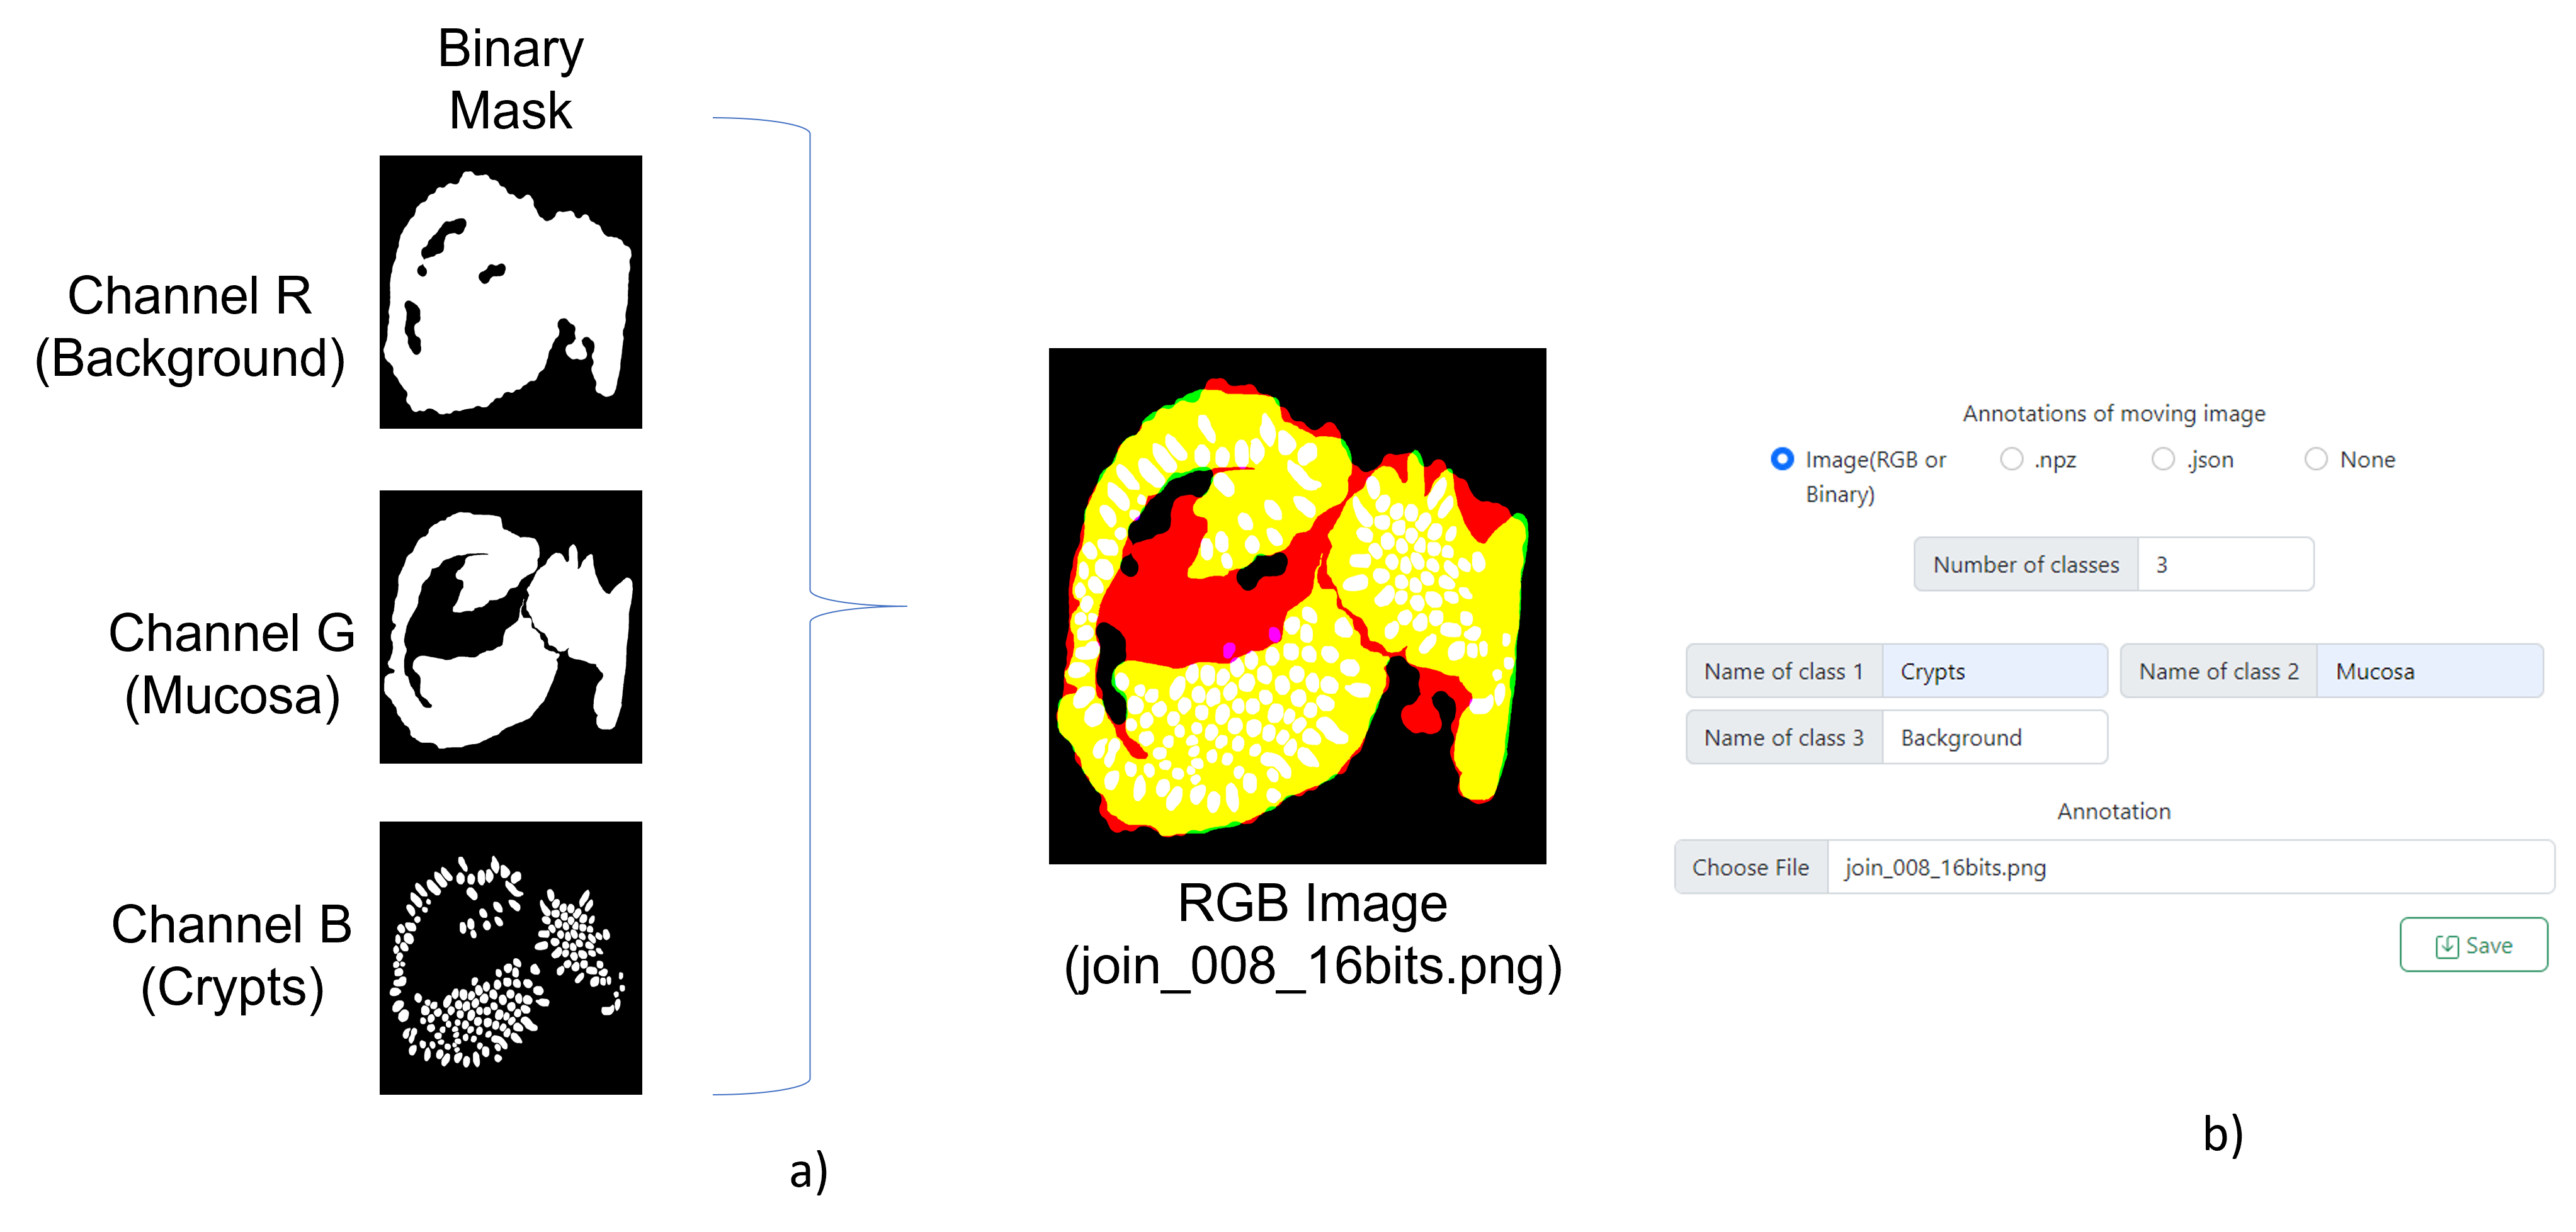 Binary
Mask
Channel R
(Background)
Channel G
(Mucosa)
Channel B
(Crypts)
a)
RGB Image
(join_008_16bits.png)
Annotations of moving image
Image(RGB or
Binary)
.npz
.json
None
Number of classes 3
Name of class 1 Crypts
Name of class 2 Mucosa
Name of class 3 Background
Annotation
Choose File join_008_16bits.png
Save
b)